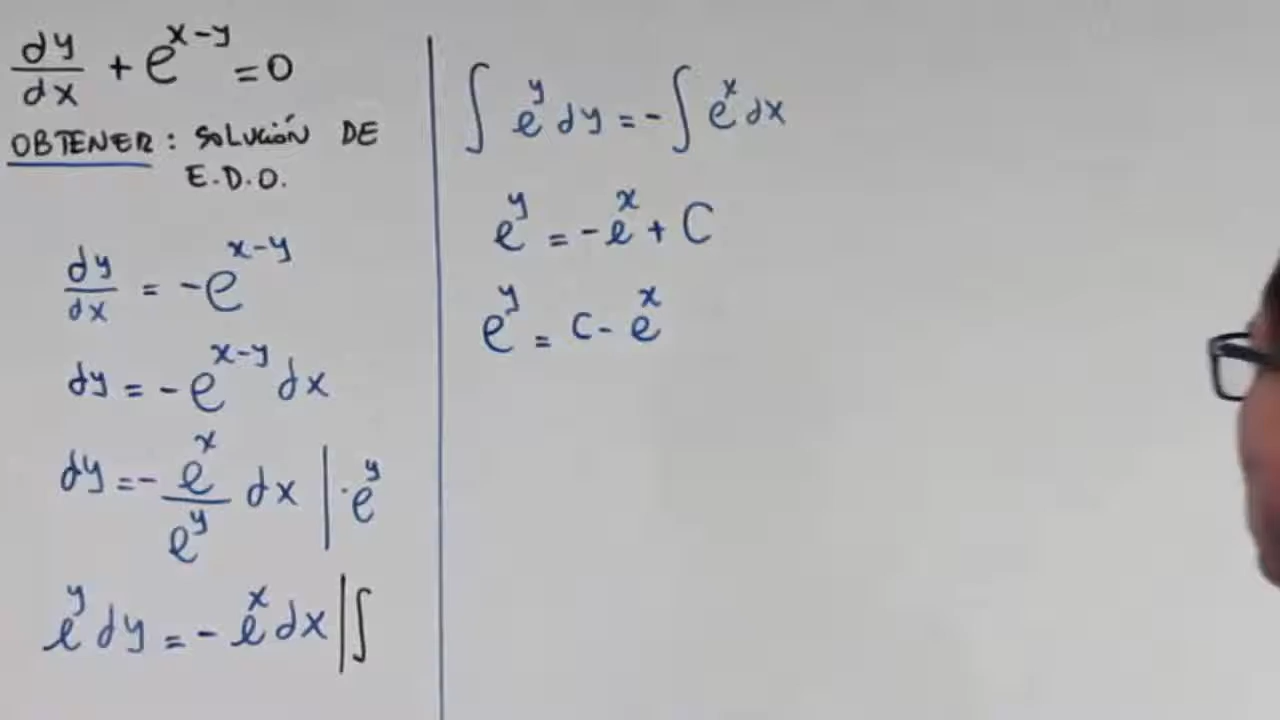 dy/dx + e^(x-y) = 0
OBTENER: SOLUCIÓN DE
E.D.O.
dy/dx = -e^(x-y)
dy = -e^(x-y) dx
dy = - e^x/e^y dx | · e^y
e^y dy = - e^x dx | ∫
∫ e^y dy = - ∫ e^x dx
e^y = - e^x + C
e^y = C - e^x